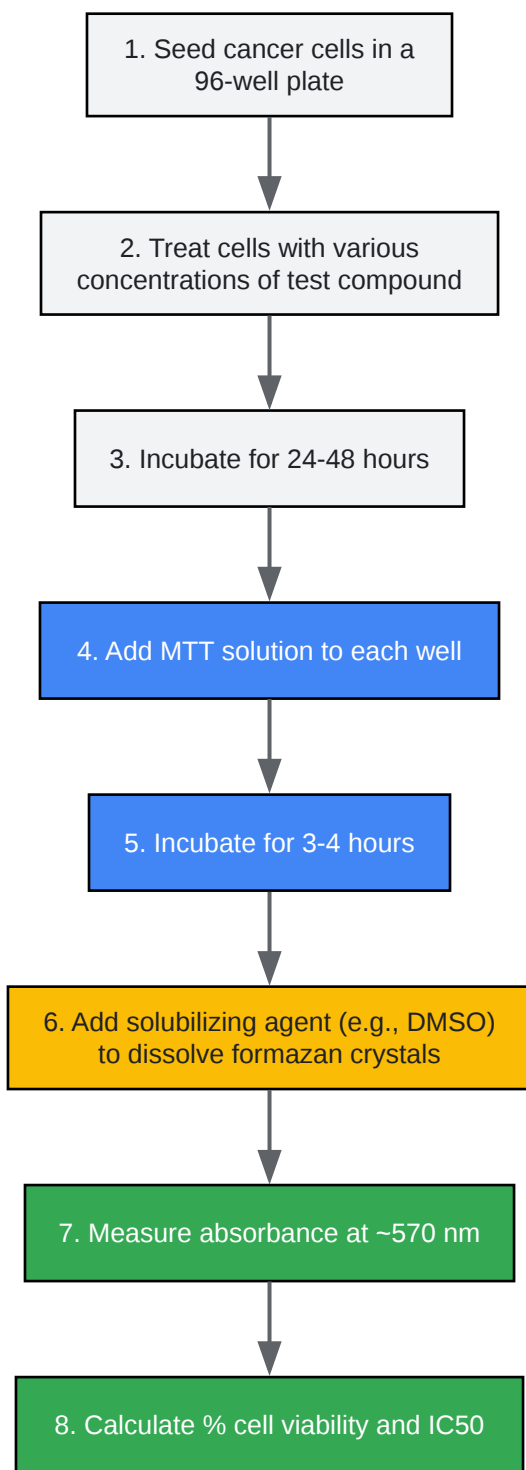 1. Seed cancer cells in a
96-well plate
2. Treat cells with various
concentrations of test compound
3. Incubate for 24-48 hours
4. Add MTT solution to each well
5. Incubate for 3-4 hours
6. Add solubilizing agent (e.g., DMSO)
to dissolve formazan crystals
7. Measure absorbance at ~570 nm
8. Calculate % cell viability and IC50